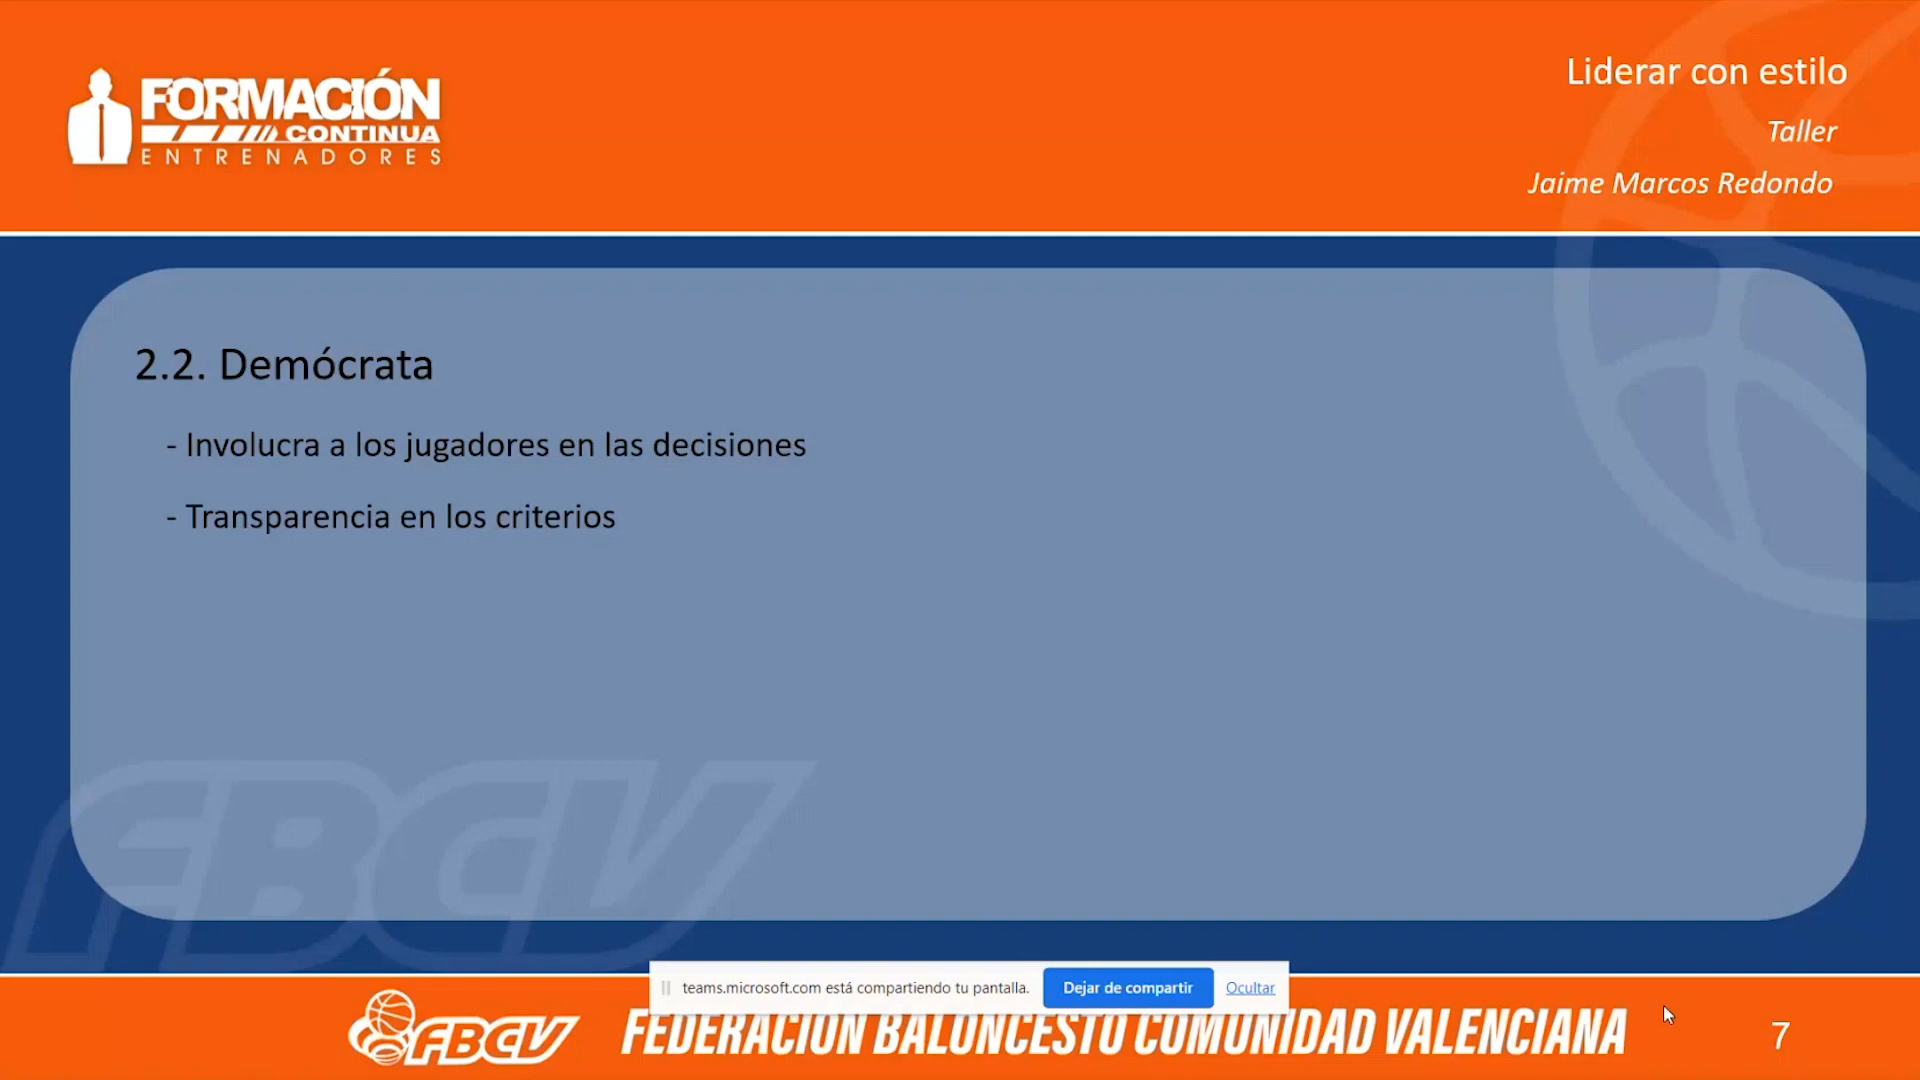 FORMACIÓN
CONTINUA
ENTRENADORES
Liderar con estilo
Taller
Jaime Marcos Redondo
2.2. Demócrata
- Involucra a los jugadores en las decisiones
- Transparencia en los criterios
FBCV
teams.microsoft.com está compartiendo tu pantalla.
Dejar de compartir
Ocultar
FBCV
FEDERACIÓN BALONCESTO COMUNIDAD VALENCIANA
7